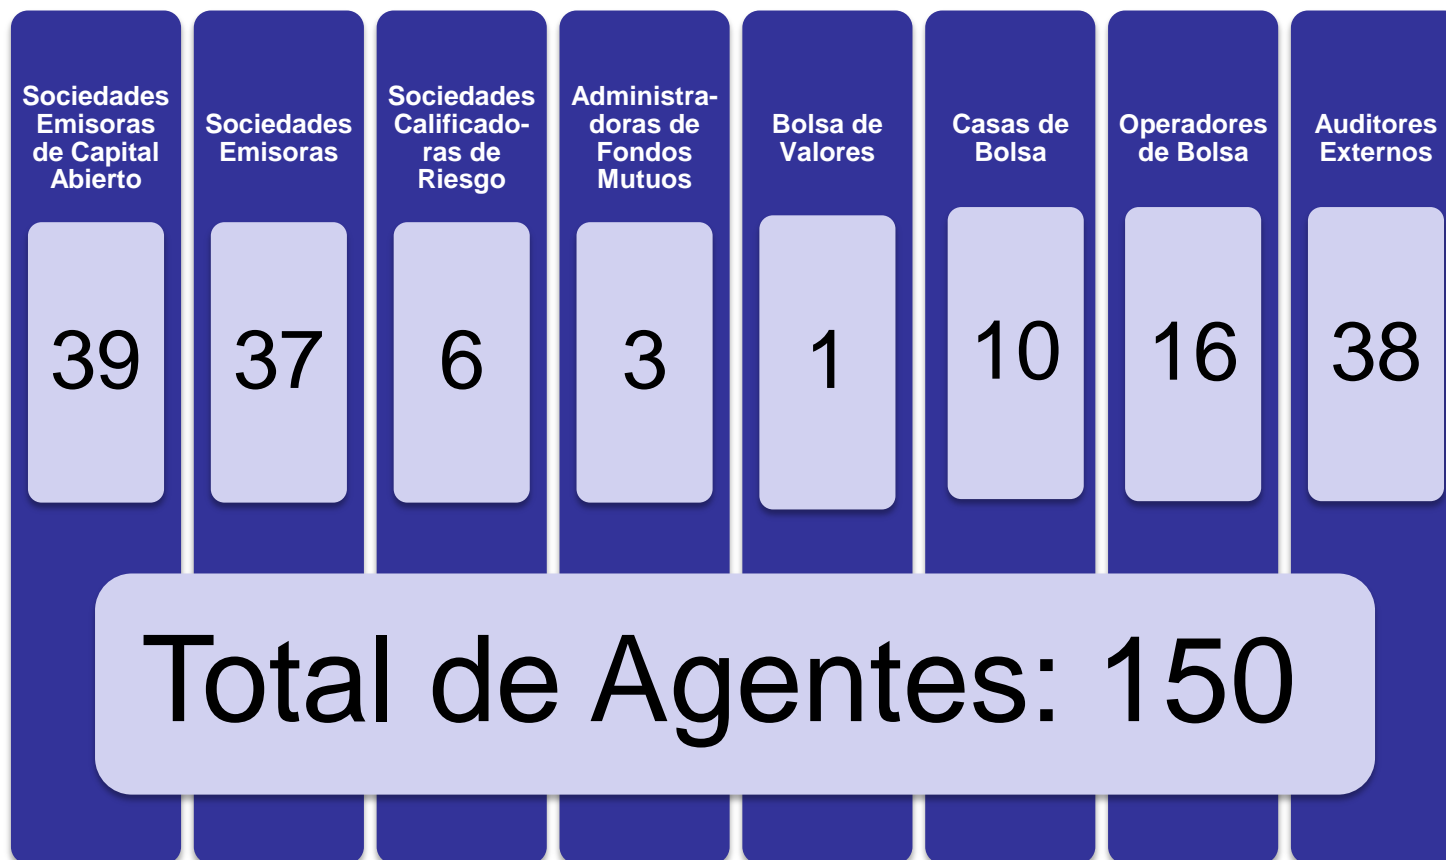 Sociedades
Emisoras
de Capital
Abierto
39
Sociedades
Emisoras
37
Sociedades
Calificado-
ras de
Riesgo
6
Administra-
doras de
Fondos
Mutuos
3
Bolsa de
Valores
1
Casas de
Bolsa
10
Operadores
de Bolsa
16
Auditores
Externos
38
Total de Agentes: 150